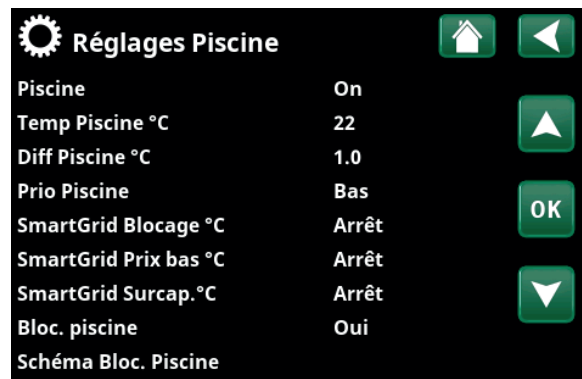 Réglages Piscine
Piscine On
Temp Piscine °C 22
Diff Piscine °C 1.0
Prio Piscine Bas
SmartGrid Blocage °C Arrêt
OK
SmartGrid Prix bas °C Arrêt
SmartGrid Surcap.°C Arrêt
Bloc. piscine Oui
Schéma Bloc. Piscine